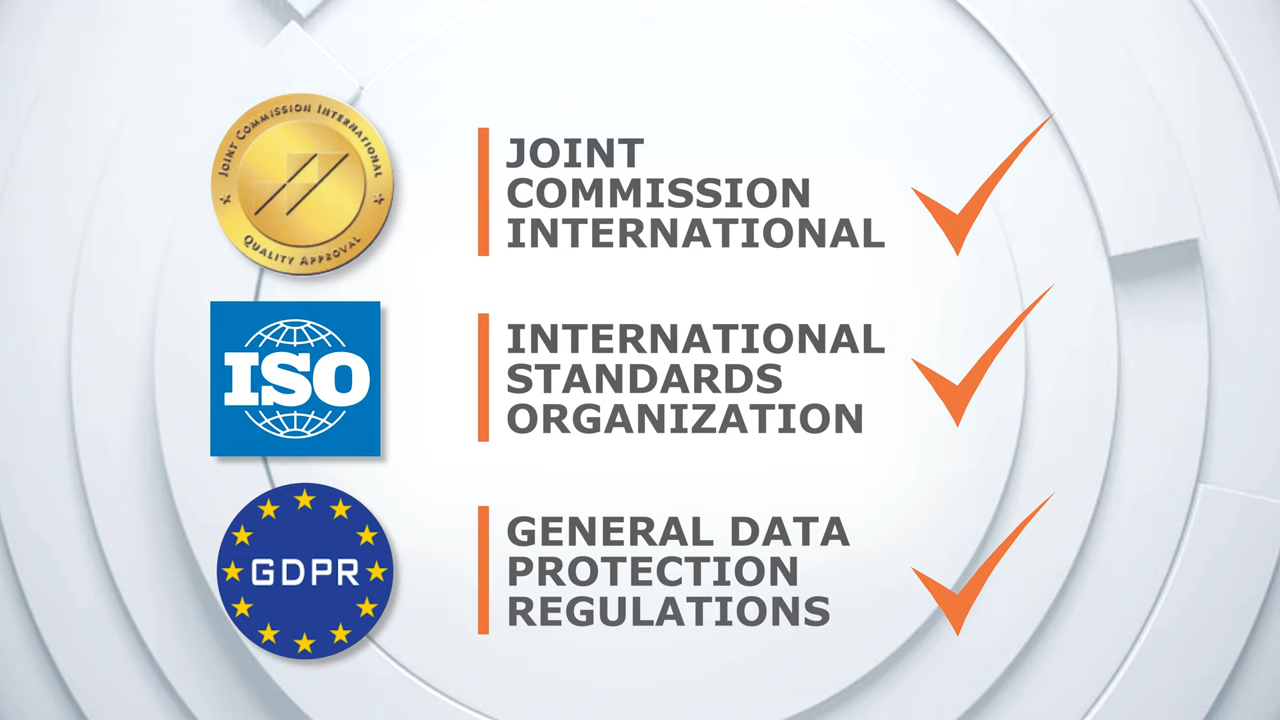 JOINT COMMISSION INTERNATIONAL
QUALITY APPROVAL
JOINT
COMMISSION
INTERNATIONAL
ISO
INTERNATIONAL
STANDARDS
ORGANIZATION
GDPR
GENERAL DATA
PROTECTION
REGULATIONS